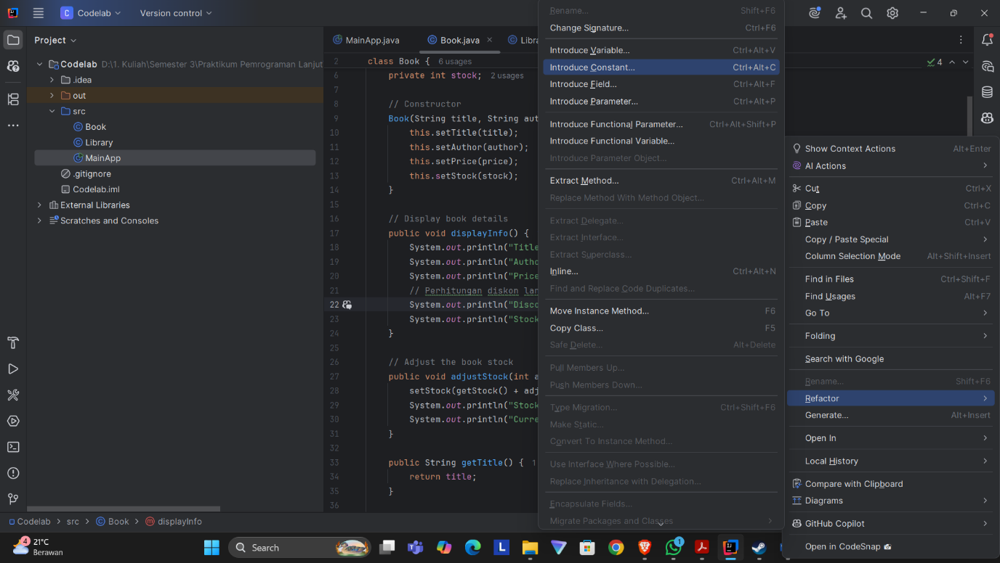 Codelab
Version control
Project
Codelab D:\1. Kuliah\Semester 3\Praktikum Pemrograman Lanjut
.idea
out
src
Book
Library
MainApp
.gitignore
Codelab.iml
External Libraries
Scratches and Consoles
MainApp.java
Book.java
Libra
4
2 class Book { 6 usages
6 private int stock; 2 usages
7
8 // Constructor
9 Book(String title, String aut
10 this.setTitle(title);
11 this.setAuthor(author);
12 this.setPrice(price);
13 this.setStock(stock);
14 }
15
16 // Display book details
17 public void displayInfo() {
18 System.out.println("Title
19 System.out.println("Autho
20 System.out.println("Price
21 // Perhitungan diskon lan
22 System.out.println("Disco
23 System.out.println("Stock
24 }
25
26 // Adjust the book stock
27 public void adjustStock(int a
28 setStock(getStock() + adj
29 System.out.println("Stock
30 System.out.println("Curre
31 }
32
33 public String getTitle() { 1
34 return title;
35 }
36
Rename... Shift+F6
Change Signature... Ctrl+F6
Introduce Variable... Ctrl+Alt+V
Introduce Constant... Ctrl+Alt+C
Introduce Field... Ctrl+Alt+F
Introduce Parameter... Ctrl+Alt+P
Introduce Functional Parameter... Ctrl+Alt+Shift+P
Introduce Functional Variable...
Introduce Parameter Object...
Extract Method... Ctrl+Alt+M
Replace Method With Method Object...
Extract Delegate...
Extract Interface...
Extract Superclass...
Inline... Ctrl+Alt+N
Find and Replace Code Duplicates...
Move Instance Method... F6
Copy Class... F5
Safe Delete... Alt+Delete
Pull Members Up...
Push Members Down...
Type Migration... Ctrl+Shift+F6
Make Static...
Convert To Instance Method...
Use Interface Where Possible...
Replace Inheritance with Delegation...
Encapsulate Fields...
Migrate Packages and Classes
Show Context Actions Alt+Enter
AI Actions
Cut Ctrl+X
Copy Ctrl+C
Paste Ctrl+V
Copy / Paste Special
Column Selection Mode Alt+Shift+Insert
Find in Files Ctrl+Shift+F
Find Usages Alt+F7
Go To
Folding
Search with Google
Rename... Shift+F6
Refactor
Generate... Alt+Insert
Open In
Local History
Compare with Clipboard
Diagrams
GitHub Copilot
Open in CodeSnap
Codelab > src > Book > displayInfo
4
21°C
Berawan
Search
L
1